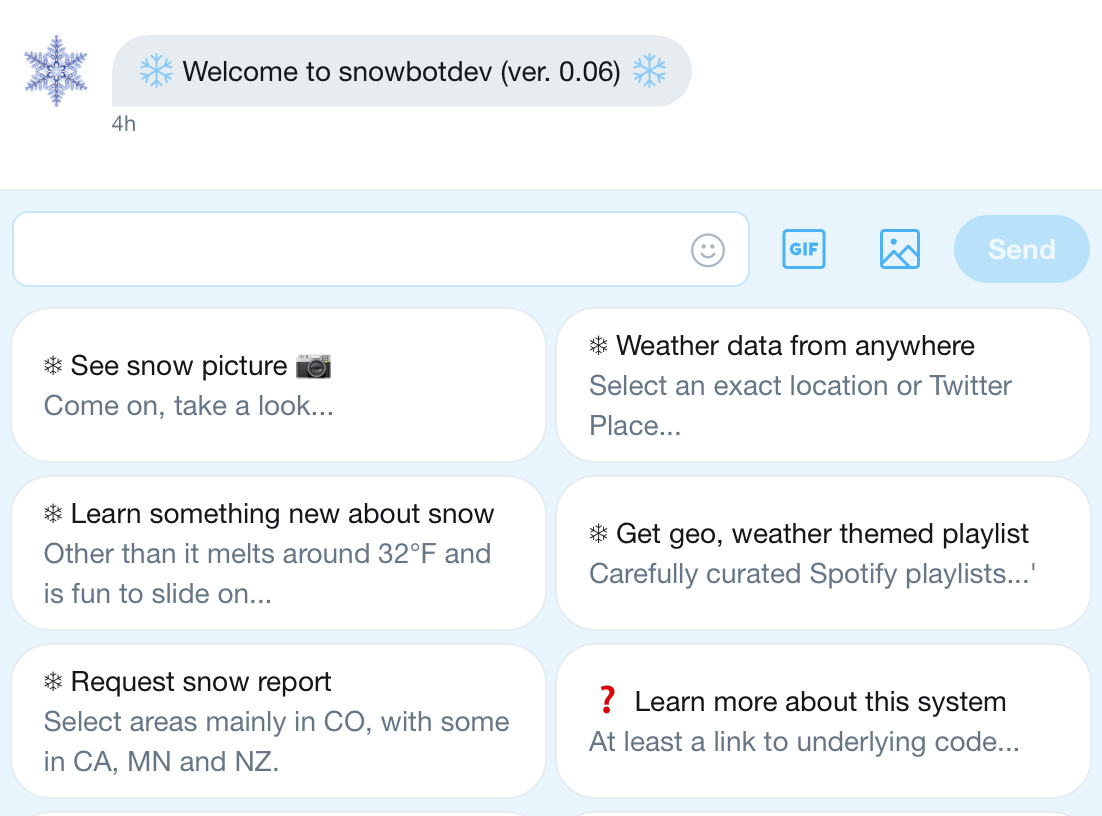 ❄️ Welcome to snowbotdev (ver. 0.06) ❄️
4h
GIF
Send
❄ See snow picture 📷
Come on, take a look...
❄ Weather data from anywhere
Select an exact location or Twitter
Place...
❄ Learn something new about snow
Other than it melts around 32°F and
is fun to slide on...
❄ Get geo, weather themed playlist
Carefully curated Spotify playlists...'
❄ Request snow report
Select areas mainly in CO, with some
in CA, MN and NZ.
❓ Learn more about this system
At least a link to underlying code...